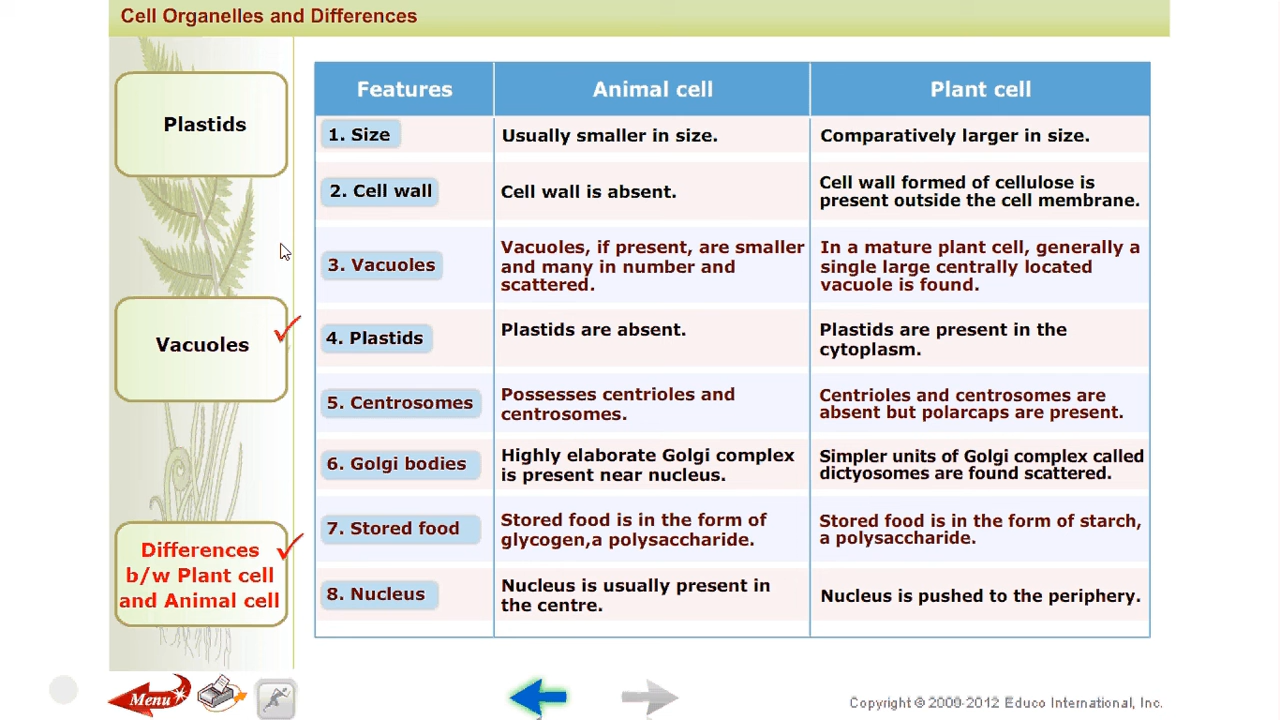 Cell Organelles and Differences
Plastids
Vacuoles
Differences
b/w Plant cell
and Animal cell
Features
Animal cell
Plant cell
1. Size
Usually smaller in size.
Comparatively larger in size.
2. Cell wall
Cell wall is absent.
Cell wall formed of cellulose is
present outside the cell membrane.
3. Vacuoles
Vacuoles, if present, are smaller
and many in number and
scattered.
In a mature plant cell, generally a
single large centrally located
vacuole is found.
4. Plastids
Plastids are absent.
Plastids are present in the
cytoplasm.
5. Centrosomes
Possesses centrioles and
centrosomes.
Centrioles and centrosomes are
absent but polarcaps are present.
6. Golgi bodies
Highly elaborate Golgi complex
is present near nucleus.
Simpler units of Golgi complex called
dictyosomes are found scattered.
7. Stored food
Stored food is in the form of
glycogen,a polysaccharide.
Stored food is in the form of starch,
a polysaccharide.
8. Nucleus
Nucleus is usually present in
the centre.
Nucleus is pushed to the periphery.
Menu
Copyright © 2009-2012 Educo International, Inc.